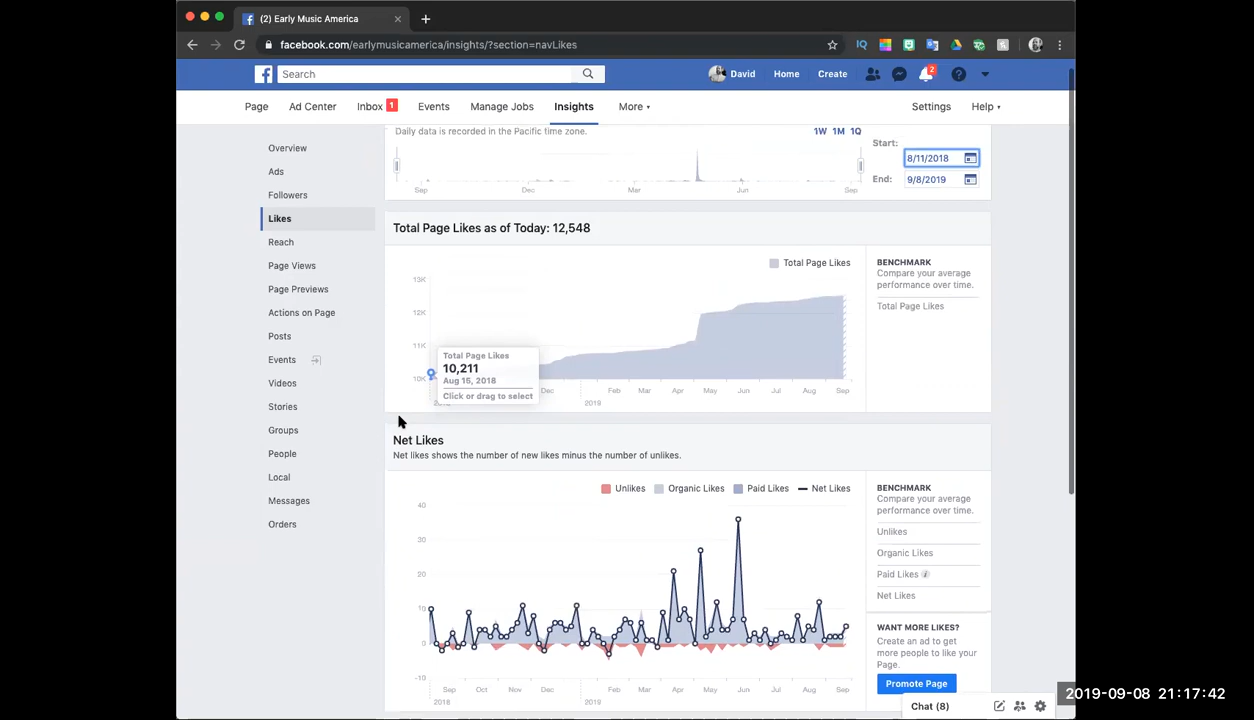 (2) Early Music America
facebook.com/earlymusicamerica/insights/?section=navLikes
Search
David
Home
Create
2
Page
Ad Center
Inbox 1
Events
Manage Jobs
Insights
More
Settings
Help
Overview
Ads
Followers
Likes
Reach
Page Views
Page Previews
Actions on Page
Posts
Events
Videos
Stories
Groups
People
Local
Messages
Orders
Daily data is recorded in the Pacific time zone.
1W 1M 1Q
Start:
8/11/2018
End:
9/8/2019
Sep Dec Mar Jun Sep
Total Page Likes as of Today: 12,548
Total Page Likes
13K
12K
11K
10K
Total Page Likes
10,211
Aug 15, 2018
Click or drag to select
Dec Feb Mar Apr May Jun Jul Aug Sep
2019
BENCHMARK
Compare your average
performance over time.
Total Page Likes
Net Likes
Net likes shows the number of new likes minus the number of unlikes.
Unlikes Organic Likes Paid Likes Net Likes
40
30
20
10
0
-10
Sep Oct Nov Dec Feb Mar Apr May Jun Jul Aug Sep
2018 2019
BENCHMARK
Compare your average
performance over time.
Unlikes
Organic Likes
Paid Likes
Net Likes
WANT MORE LIKES?
Create an ad to get
more people to like your
Page.
Promote Page
Chat (8)
2019-09-08 21:17:42